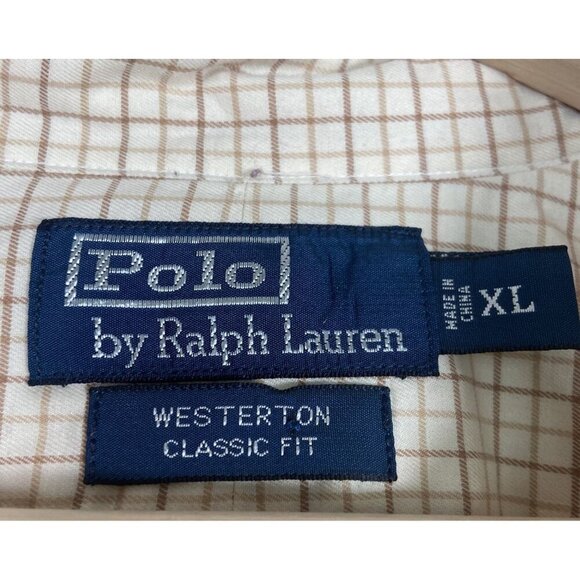 Polo
by Ralph Lauren
MADE IN
CHINA
XL
WESTERTON
CLASSIC FIT